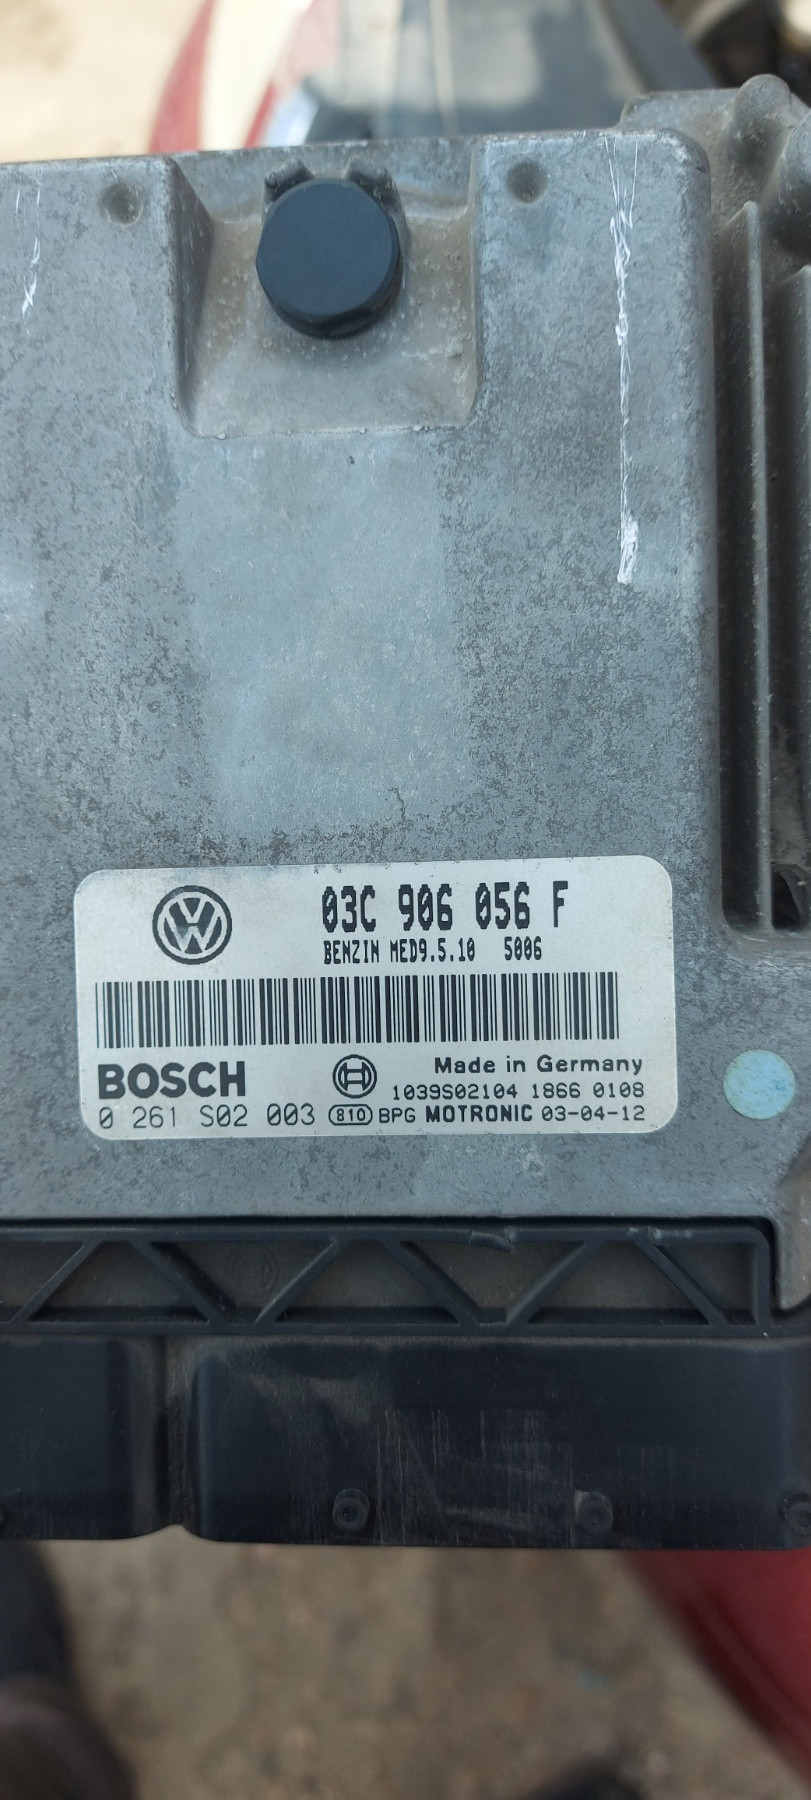 03C 906 056 F
BENZIN MED9.5.10 5006
BOSCH
Made in Germany
1039S02104 1866 0108
0 261 S02 003 810 BPG MOTRONIC 03-04-12